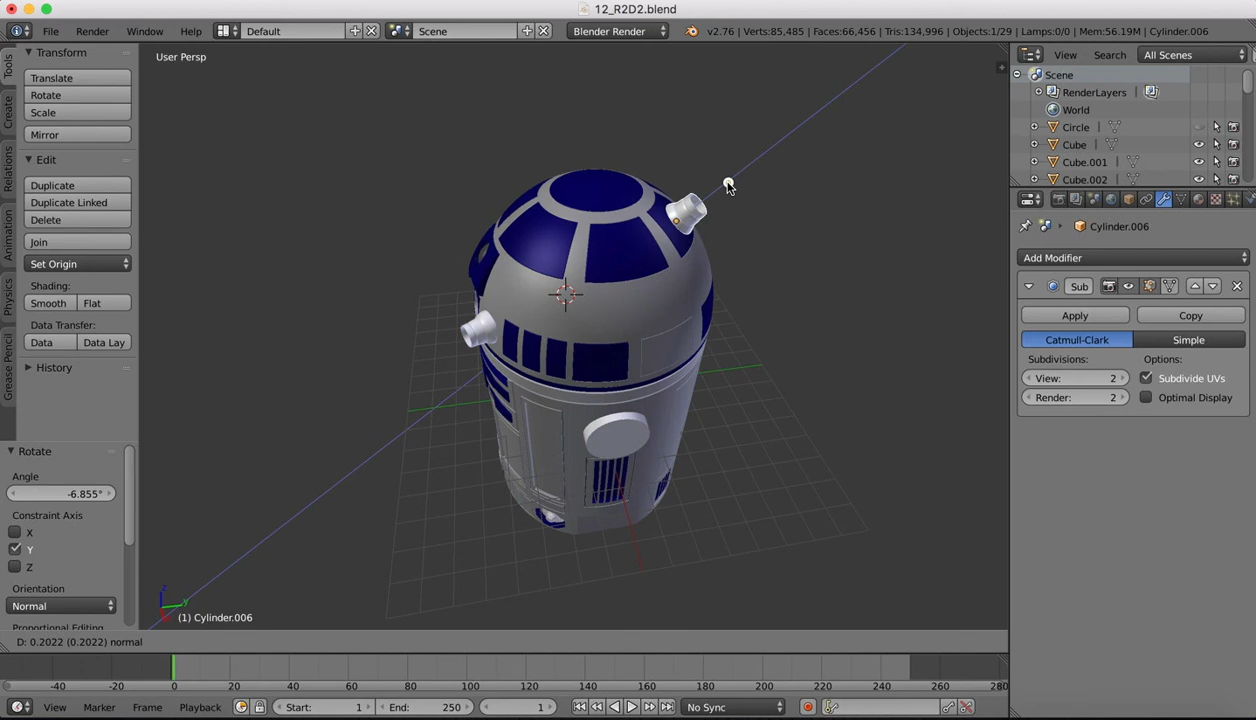 12_R2D2.blend
File Render Window Help Default Scene Blender Render v2.76 | Verts:85,485 | Faces:66,456 | Tris:134,996 | Objects:1/29 | Lamps:0/0 | Mem:56.19M | Cylinder.006
Tools
Create
Relations
Animation
Physics
Grease Pencil
Transform
Translate
Rotate
Scale
Mirror
Edit
Duplicate
Duplicate Linked
Delete
Join
Set Origin
Shading:
Smooth Flat
Data Transfer:
Data Data Lay
History
Rotate
Angle
-6.855°
Constraint Axis
X
Y
Z
Orientation
Normal
Proportional Editing
User Persp
z
y
(1) Cylinder.006
D: 0.2022 (0.2022) normal
View Search All Scenes
Scene
RenderLayers
World
Circle
Cube
Cube.001
Cube.002
Cylinder.006
Add Modifier
Sub
Apply Copy
Catmull-Clark Simple
Subdivisions: Options:
View: 2 Subdivide UVs
Render: 2 Optimal Display
-40 -20 0 20 40 60 80 100 120 140 160 180 200 220 240 260 280
View Marker Frame Playback Start: 1 End: 250 1 No Sync